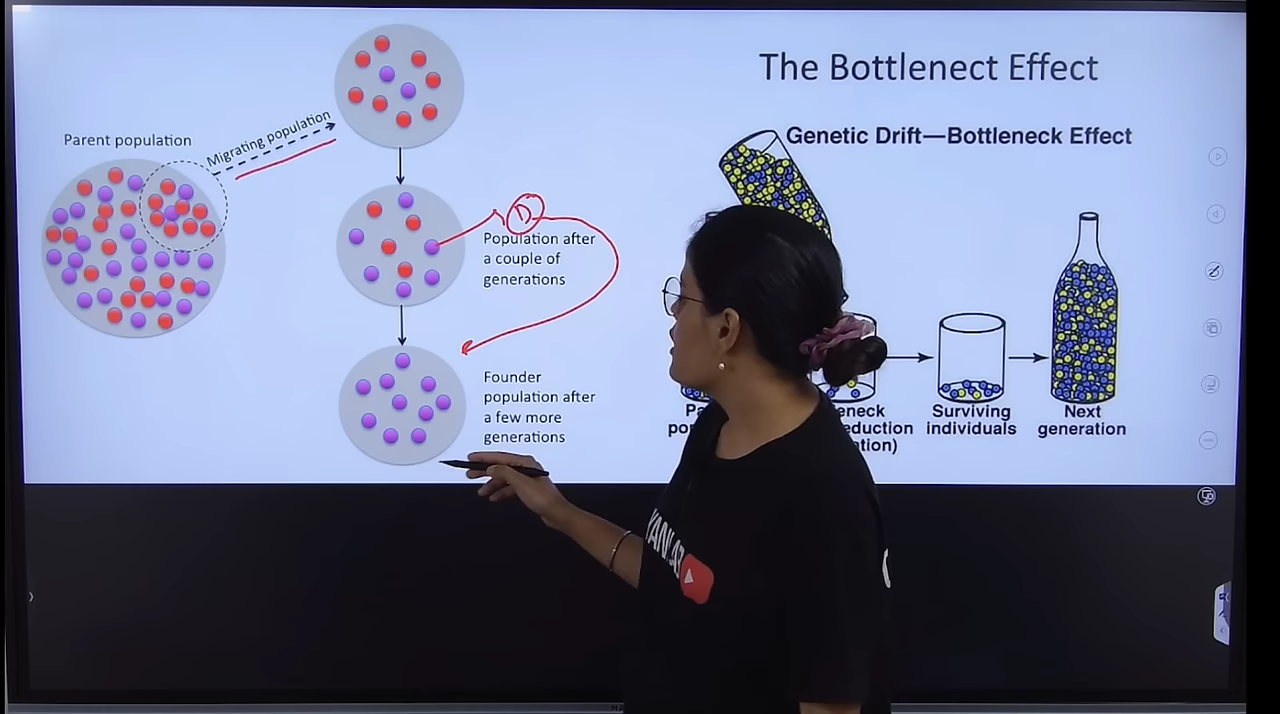 The Bottlenect Effect
Genetic Drift—Bottleneck Effect
Parent population
Migrating population
D
Population after
a couple of
generations
Founder
population after
a few more
generations
Surviving
individuals
Next
generation